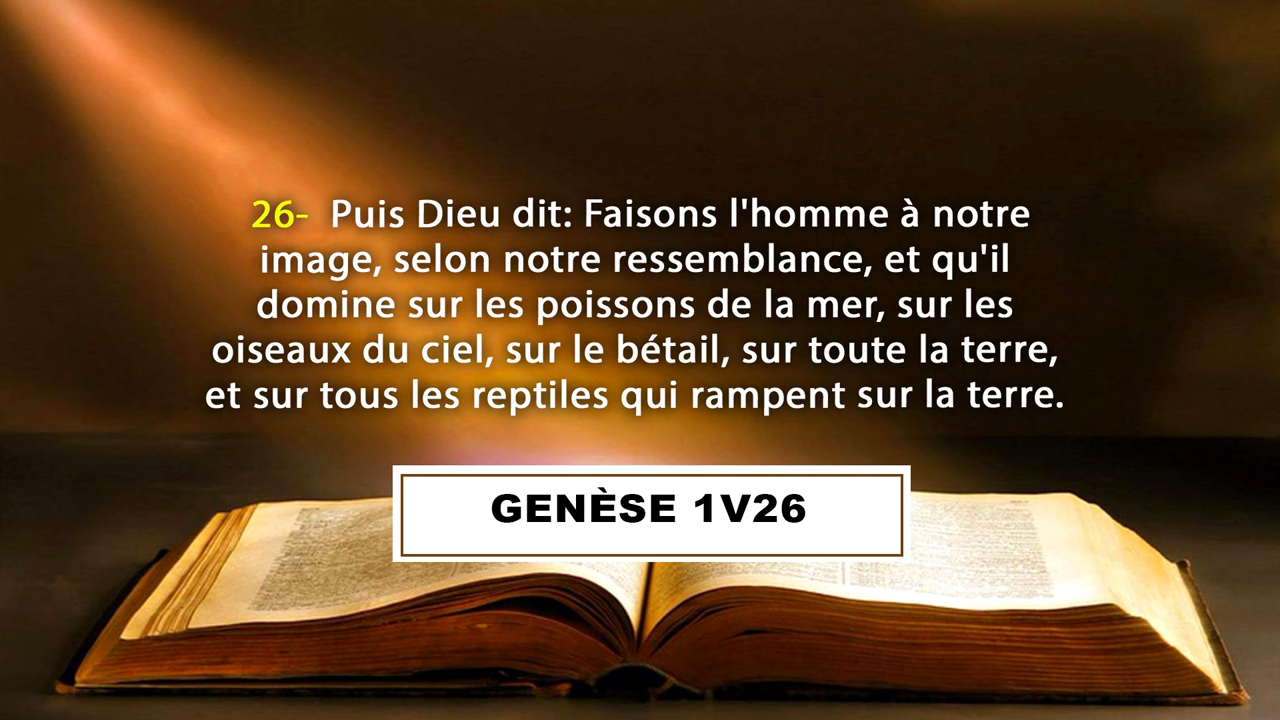 26- Puis Dieu dit: Faisons l'homme à notre
image, selon notre ressemblance, et qu'il
domine sur les poissons de la mer, sur les
oiseaux du ciel, sur le bétail, sur toute la terre,
et sur tous les reptiles qui rampent sur la terre.
GENÈSE 1V26